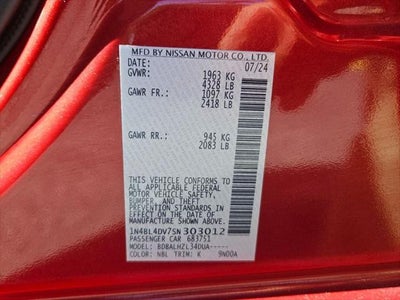 MFD BY NISSAN MOTOR CO., LTD.
DATE: 07/24
GVWR: 1963 KG
4328 LB
GAWR FR.: 1097 KG
2418 LB
GAWR RR.: 945 KG
2083 LB
THIS VEHICLE CONFORMS TO
ALL APPLICABLE FEDERAL
MOTOR VEHICLE SAFETY,
BUMPER, AND THEFT
PREVENTION STANDARDS IN
EFFECT ON THE DATE OF
MANUFACTURE SHOWN ABOVE.
1N4BL4DV7SN303012
PASSENGER CAR 683751
MODEL: BDBALHZL34DUA-----
COLOR: NBL TRIM: K 9N00A